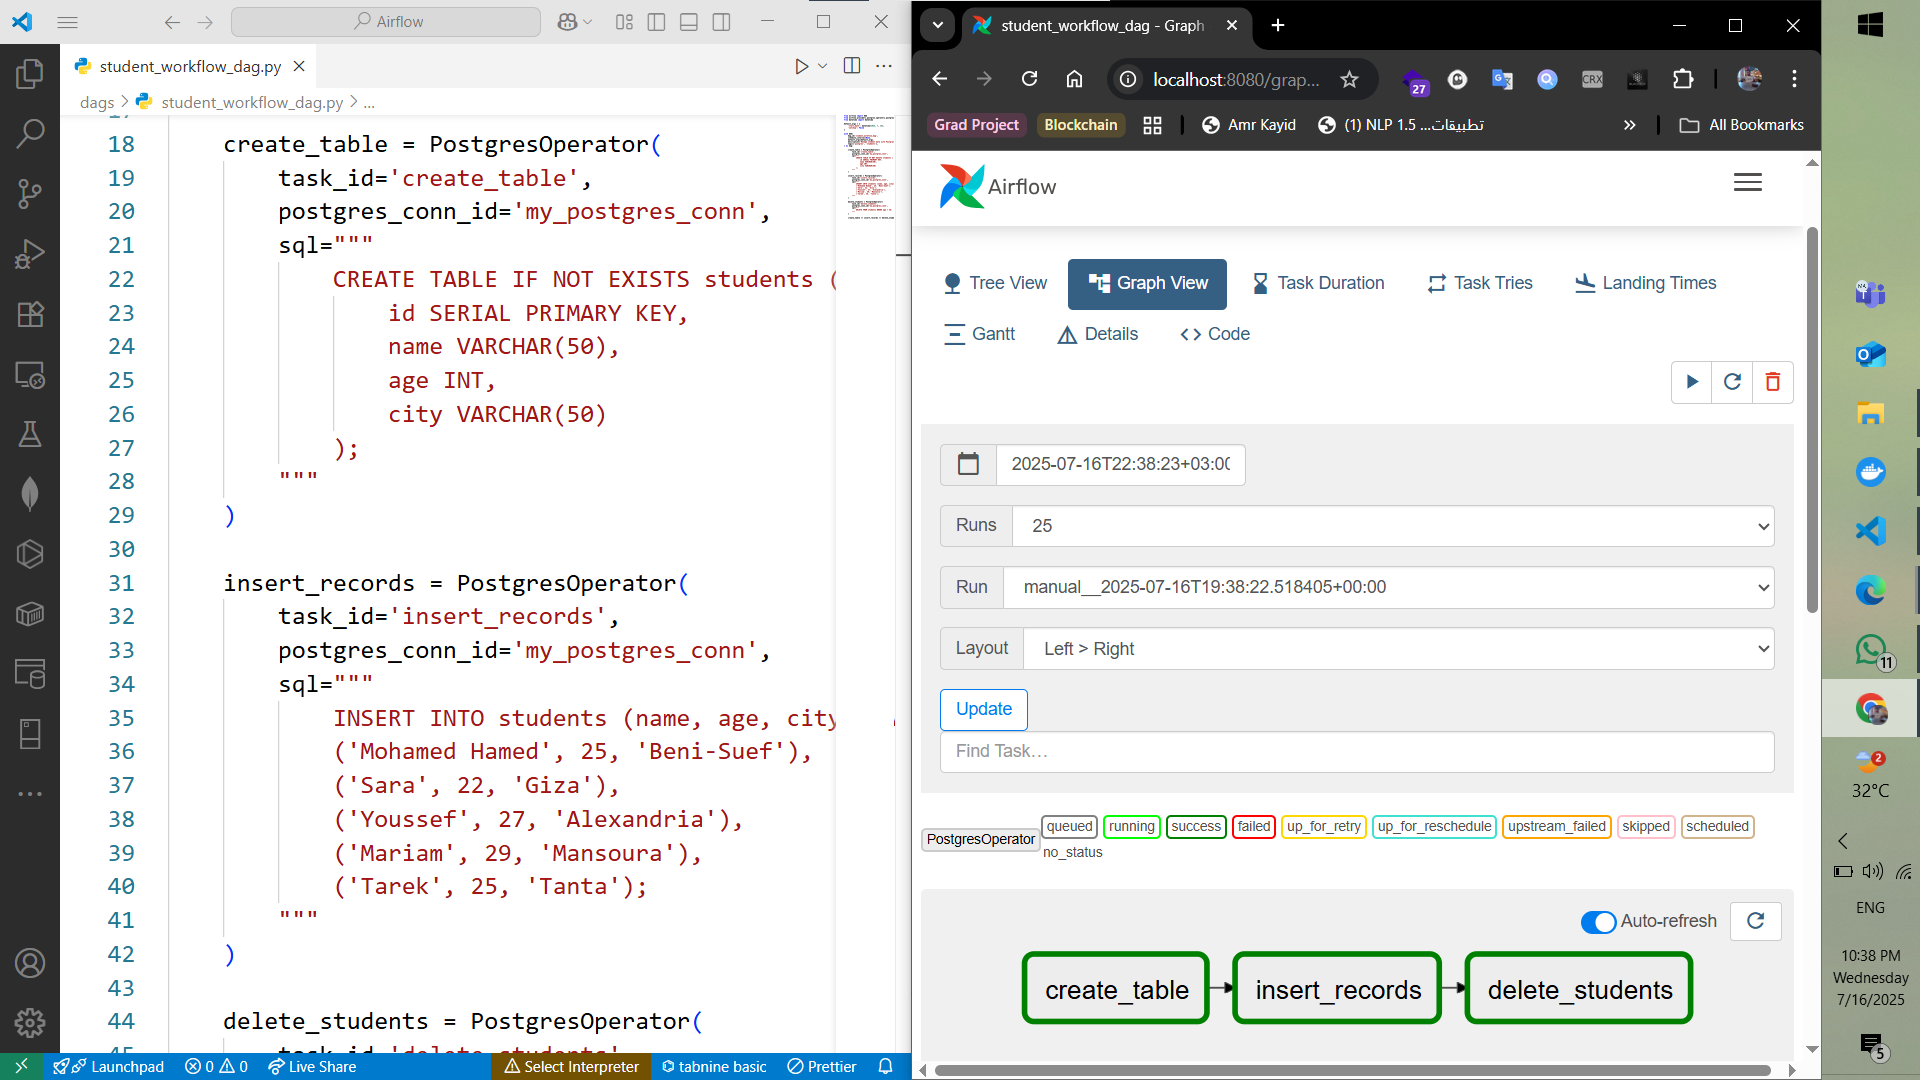 Airflow
student_workflow_dag.py
dags > student_workflow_dag.py > ...
18 create_table = PostgresOperator(
19 task_id='create_table',
20 postgres_conn_id='my_postgres_conn',
21 sql="""
22 CREATE TABLE IF NOT EXISTS students (
23 id SERIAL PRIMARY KEY,
24 name VARCHAR(50),
25 age INT,
26 city VARCHAR(50)
27 );
28 """
29 )
30
31 insert_records = PostgresOperator(
32 task_id='insert_records',
33 postgres_conn_id='my_postgres_conn',
34 sql="""
35 INSERT INTO students (name, age, city
36 ('Mohamed Hamed', 25, 'Beni-Suef'),
37 ('Sara', 22, 'Giza'),
38 ('Youssef', 27, 'Alexandria'),
39 ('Mariam', 29, 'Mansoura'),
40 ('Tarek', 25, 'Tanta');
41 """
42 )
43
44 delete_students = PostgresOperator(
45 task_id='delete_students'
Launchpad 0 0 Live Share Select Interpreter tabnine basic Prettier
student_workflow_dag - Graph
localhost:8080/grap...
27
CRX
Grad Project Blockchain Amr Kayid (1) NLP 1.5 ...تطبيقات » All Bookmarks
Airflow
Tree View Graph View Task Duration Task Tries Landing Times
Gantt Details Code
2025-07-16T22:38:23+03:00
Runs 25
Run manual__2025-07-16T19:38:22.518405+00:00
Layout Left > Right
Update
Find Task…
PostgresOperator queued running success failed up_for_retry up_for_reschedule upstream_failed skipped scheduled
no_status
Auto-refresh
create_table insert_records delete_students
11
2
32°C
ENG
10:38 PM
Wednesday
7/16/2025
5